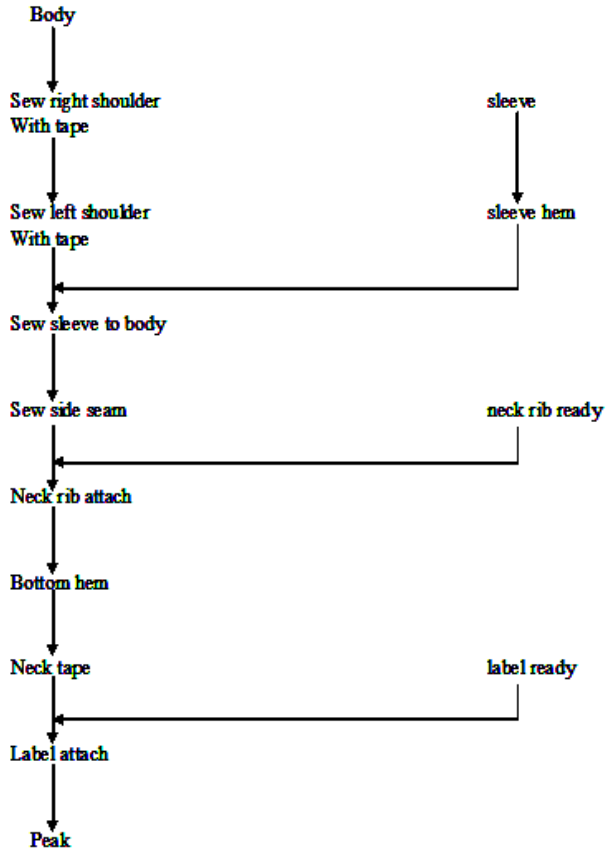 Body
Sew right shoulder
With tape
sleeve
Sew left shoulder
With tape
sleeve hem
Sew sleeve to body
Sew side seam
neck rib ready
Neck rib attach
Bottom hem
Neck tape
label ready
Label attach
Peak